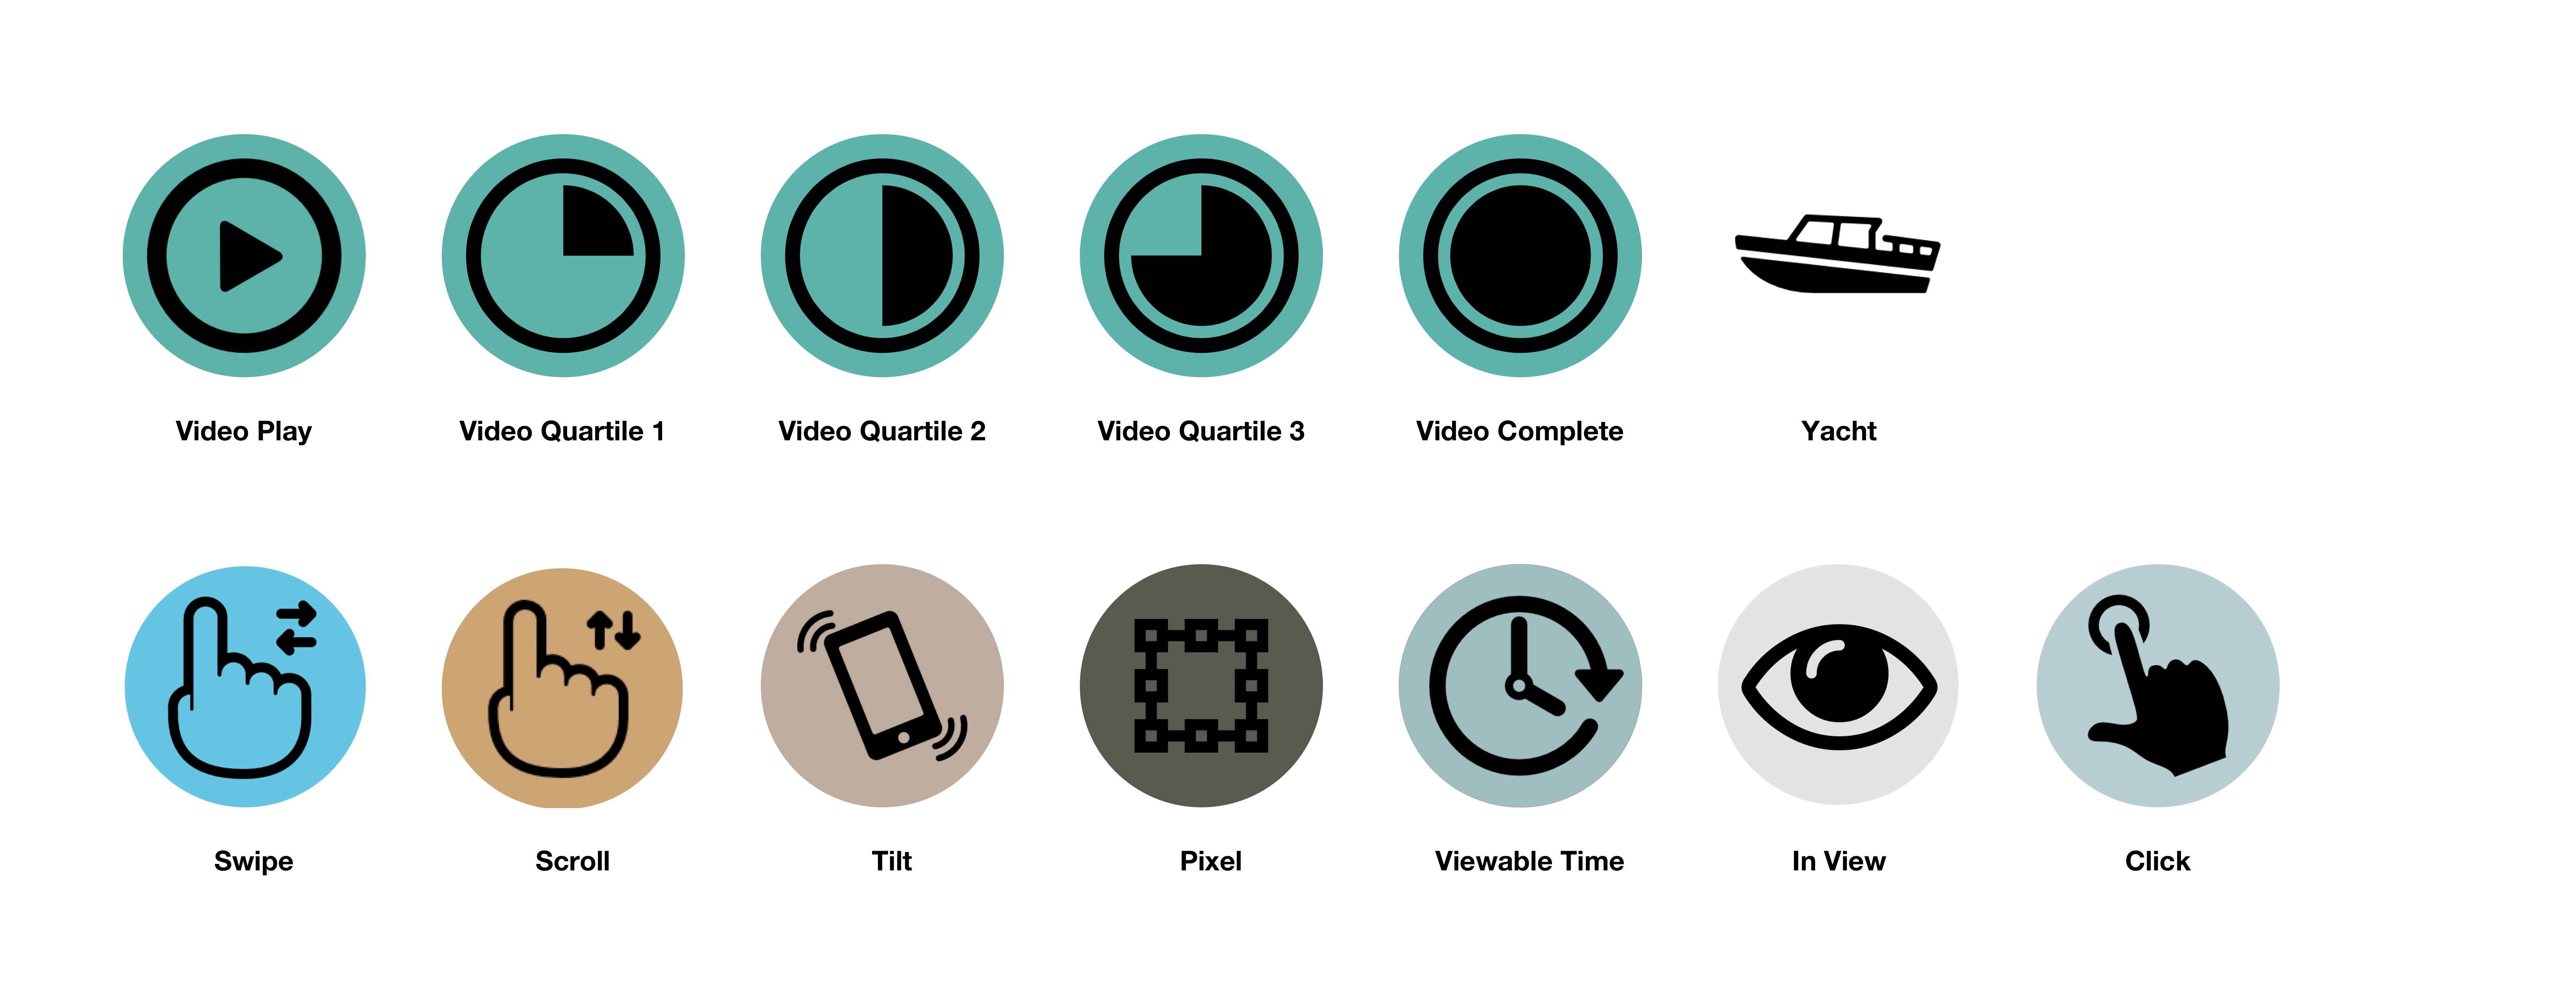 Video Play
Video Quartile 1
Video Quartile 2
Video Quartile 3
Video Complete
Yacht
Swipe
Scroll
Tilt
Pixel
Viewable Time
In View
Click